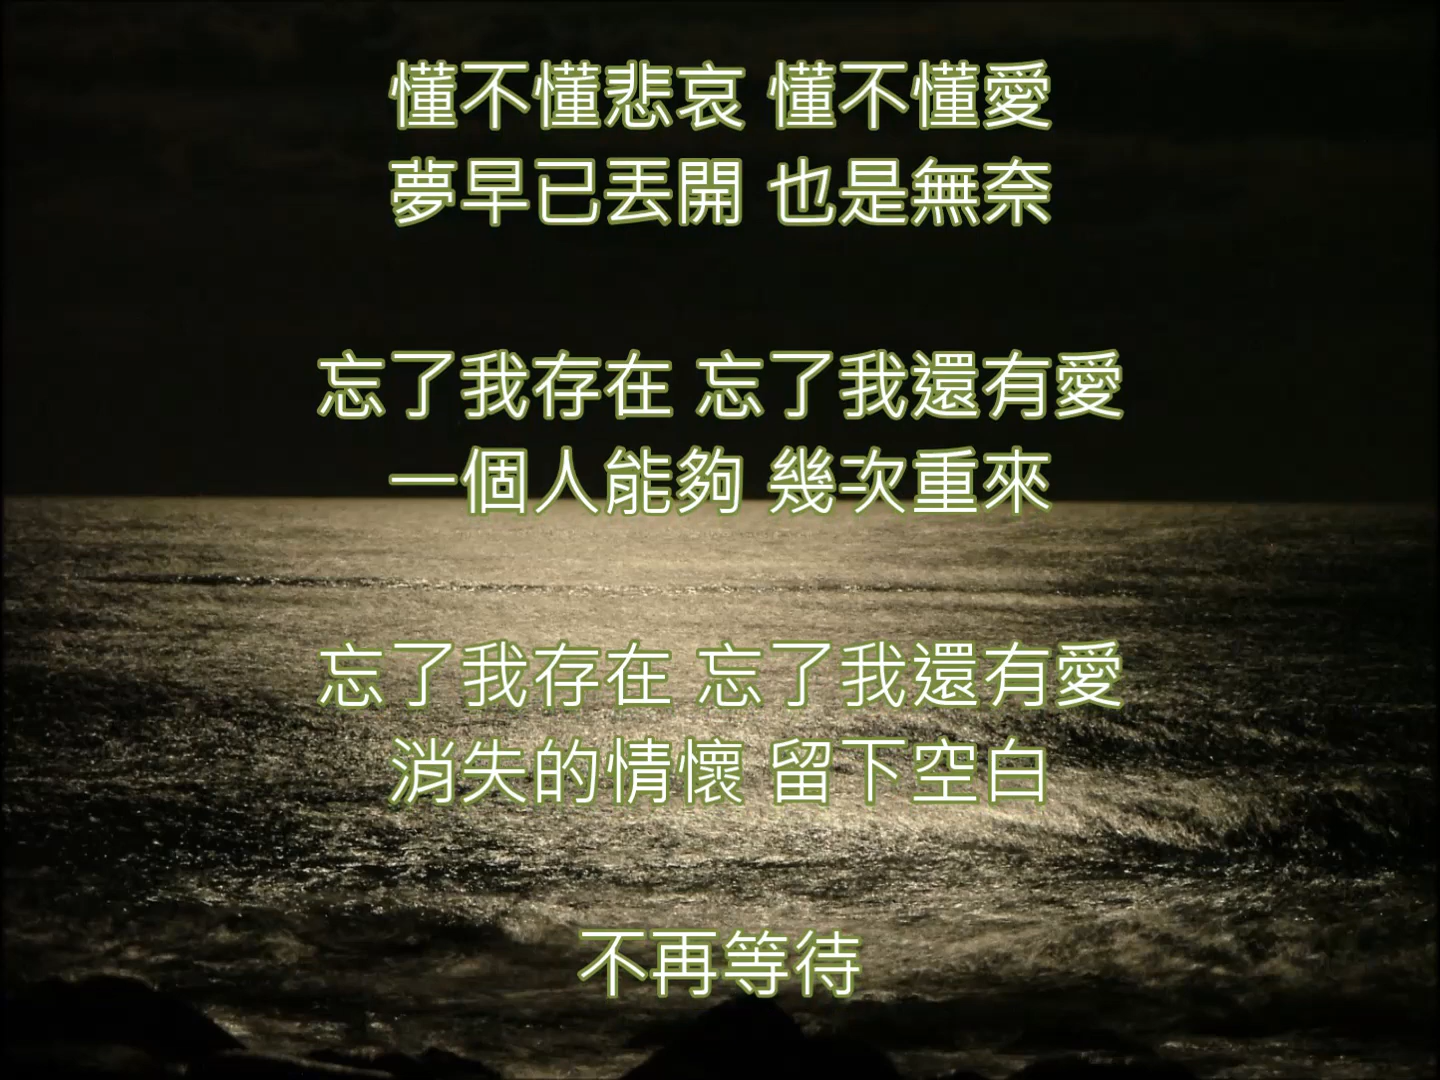 懂不懂悲哀 懂不懂愛
夢早已丟開 也是無奈
忘了我存在 忘了我還有愛
一個人能夠 幾次重來
忘了我存在 忘了我還有愛
消失的情懷 留下空白
不再等待